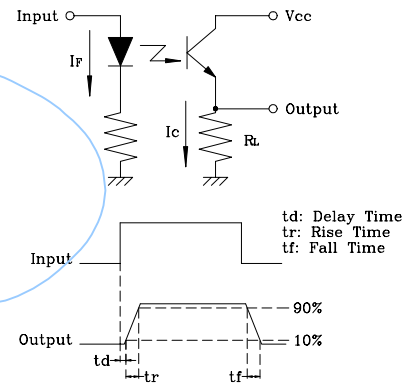 Input
Vcc
IF
Output
Ic
RL
td: Delay Time
tr: Rise Time
tf: Fall Time
Input
90%
Output
10%
td
tr
tf